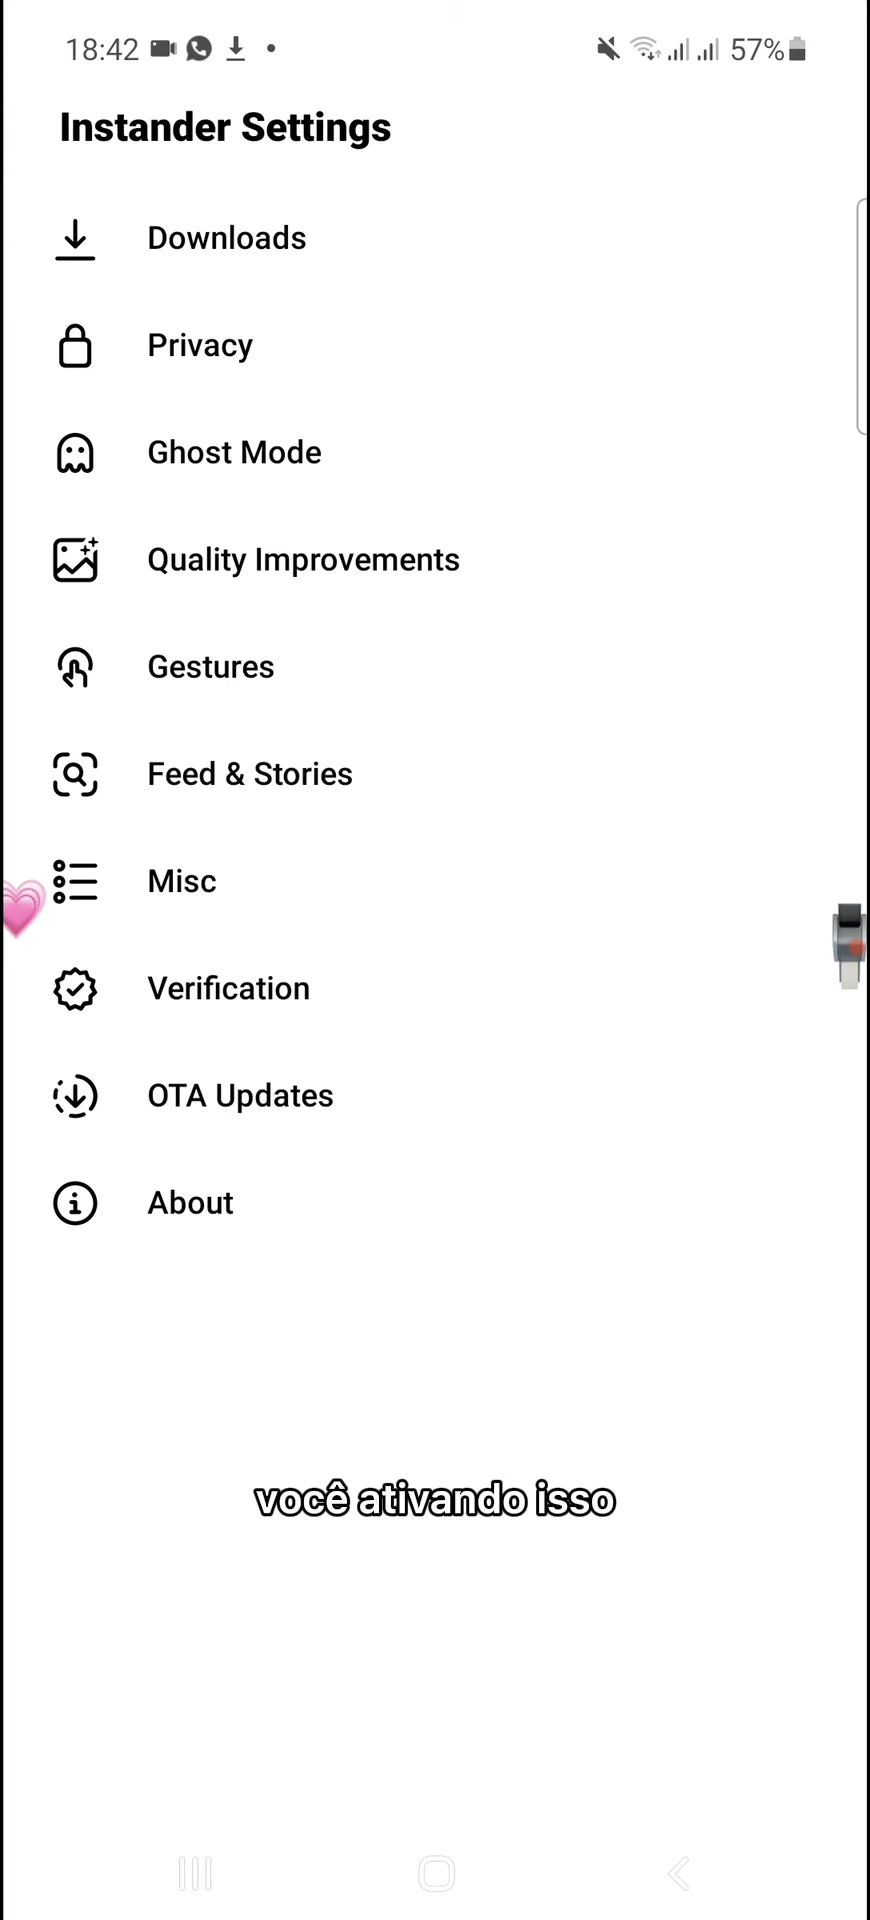 18:42
57%
Instander Settings
Downloads
Privacy
Ghost Mode
Quality Improvements
Gestures
Feed & Stories
Misc
Verification
OTA Updates
About
você ativando isso